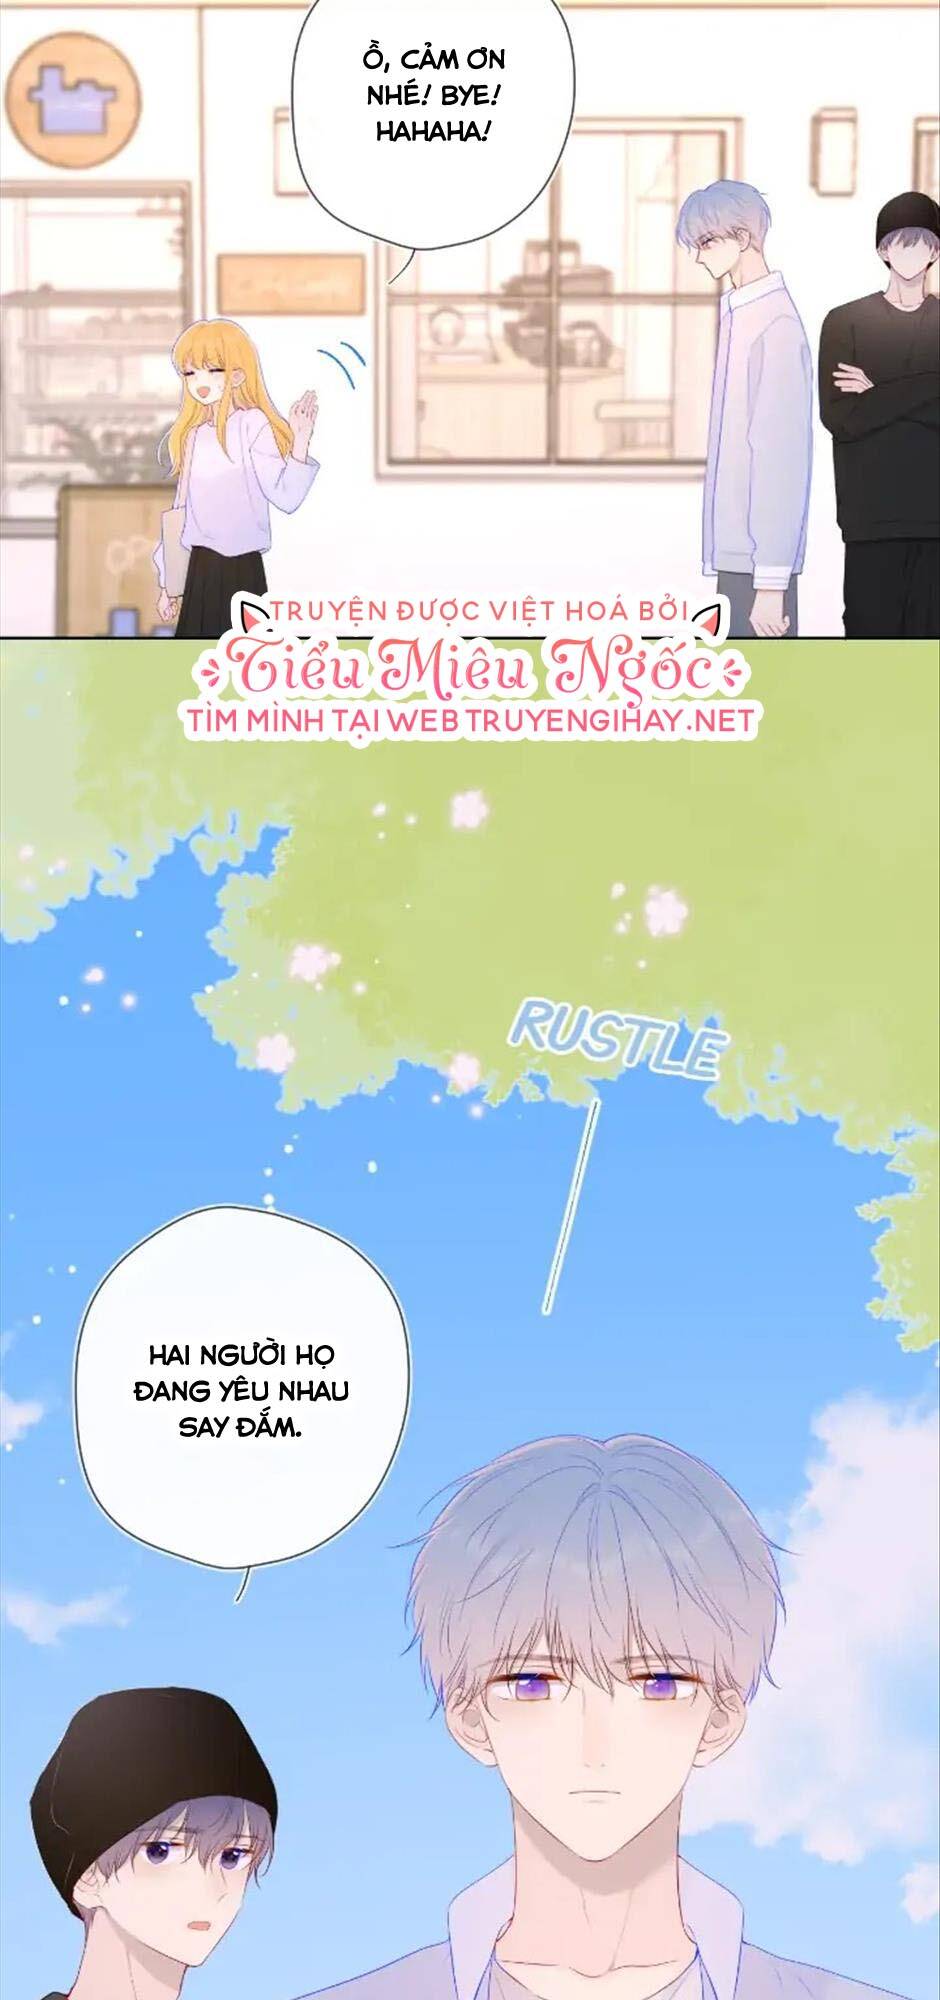 Ồ, CẢM ƠN
NHÉ! BYE!
HAHAHA!
TRUYỆN ĐƯỢC VIỆT HOÁ BỞI
Tiểu Miêu Ngốc
TÌM MÌNH TẠI WEB TRUYENGIHAY.NET
RUSTLE
HAI NGƯỜI HỌ
ĐANG YÊU NHAU
SAY ĐẮM.